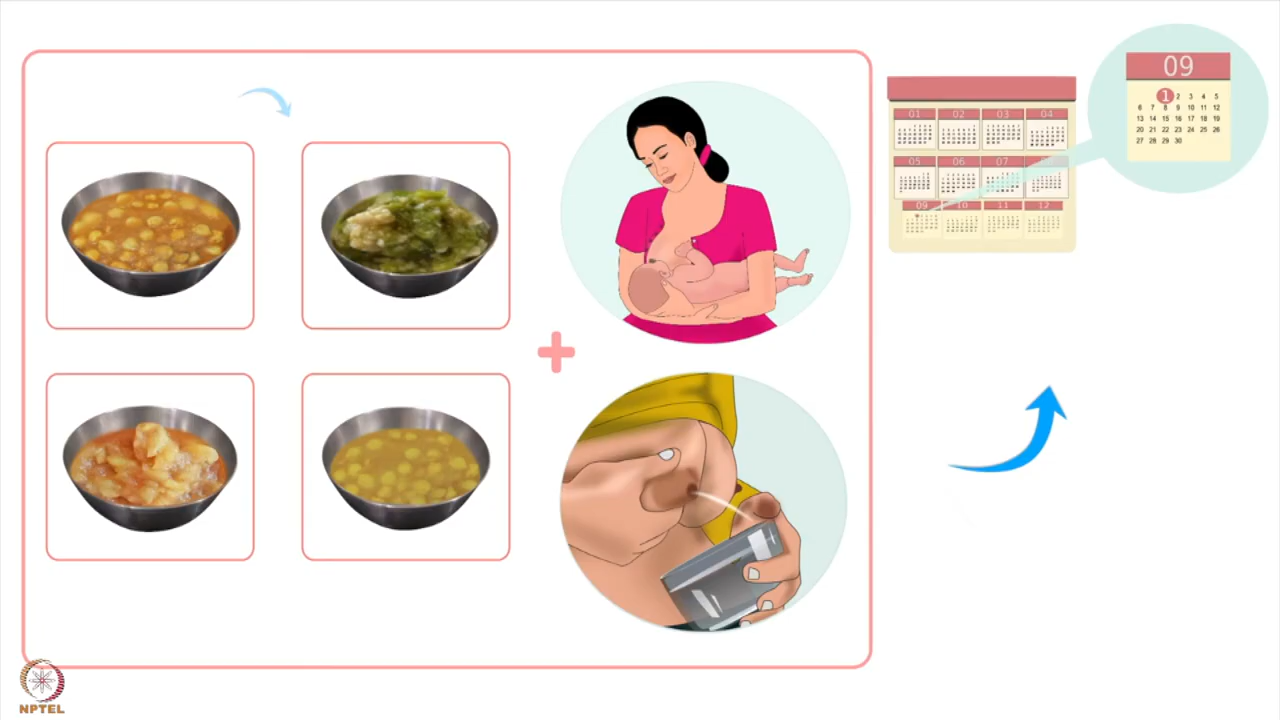 09
1 2 3 4 5
6 7 8 9 10 11 12
13 14 15 16 17 18 19
20 21 22 23 24 25 26
27 28 29 30
01 02 03 04
05 06 07 08
09 10 11 12
NPTEL